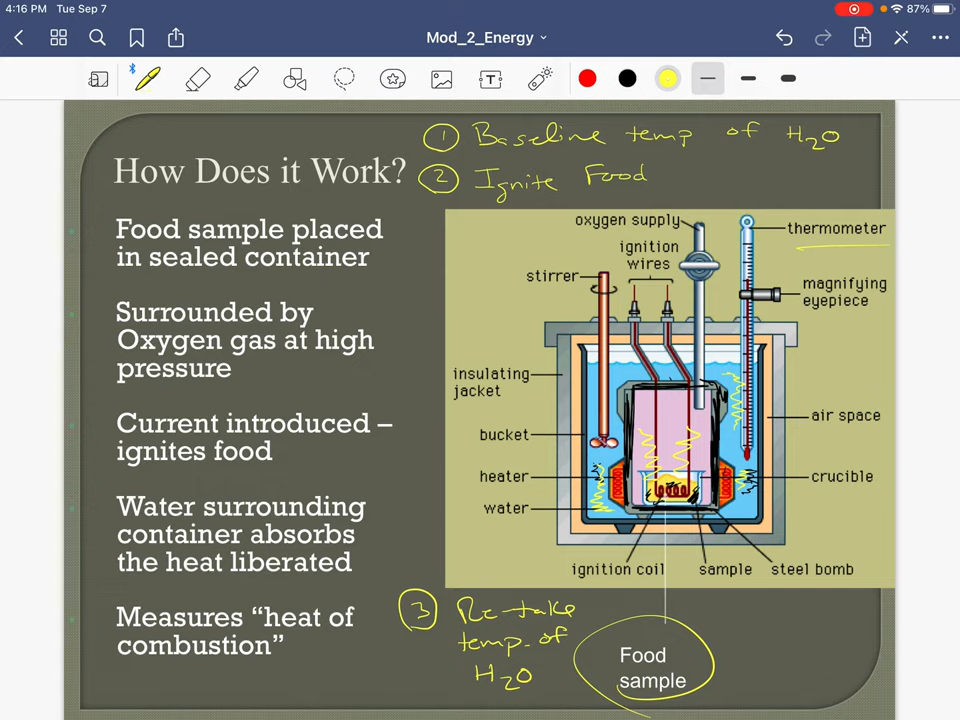 4:16 PM Tue Sep 7
87%
Mod_2_Energy
T
① Baseline temp of H2O
② Ignite Food
How Does it Work?
Food sample placed
in sealed container
Surrounded by
Oxygen gas at high
pressure
Current introduced –
ignites food
Water surrounding
container absorbs
the heat liberated
Measures “heat of
combustion”
oxygen supply
thermometer
ignition
wires
stirrer
magnifying
eyepiece
insulating
jacket
air space
bucket
heater
crucible
water
ignition coil
sample
steel bomb
③ Re-take
temp. of
H2O
Food
sample